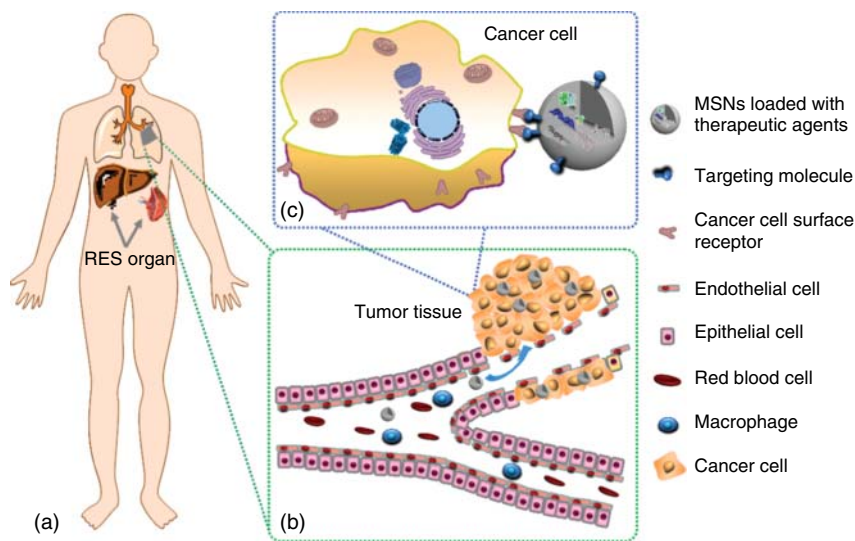 Cancer cell
(c)
RES organ
Tumor tissue
(a)
(b)
MSNs loaded with
therapeutic agents
Targeting molecule
Cancer cell surface
receptor
Endothelial cell
Epithelial cell
Red blood cell
Macrophage
Cancer cell